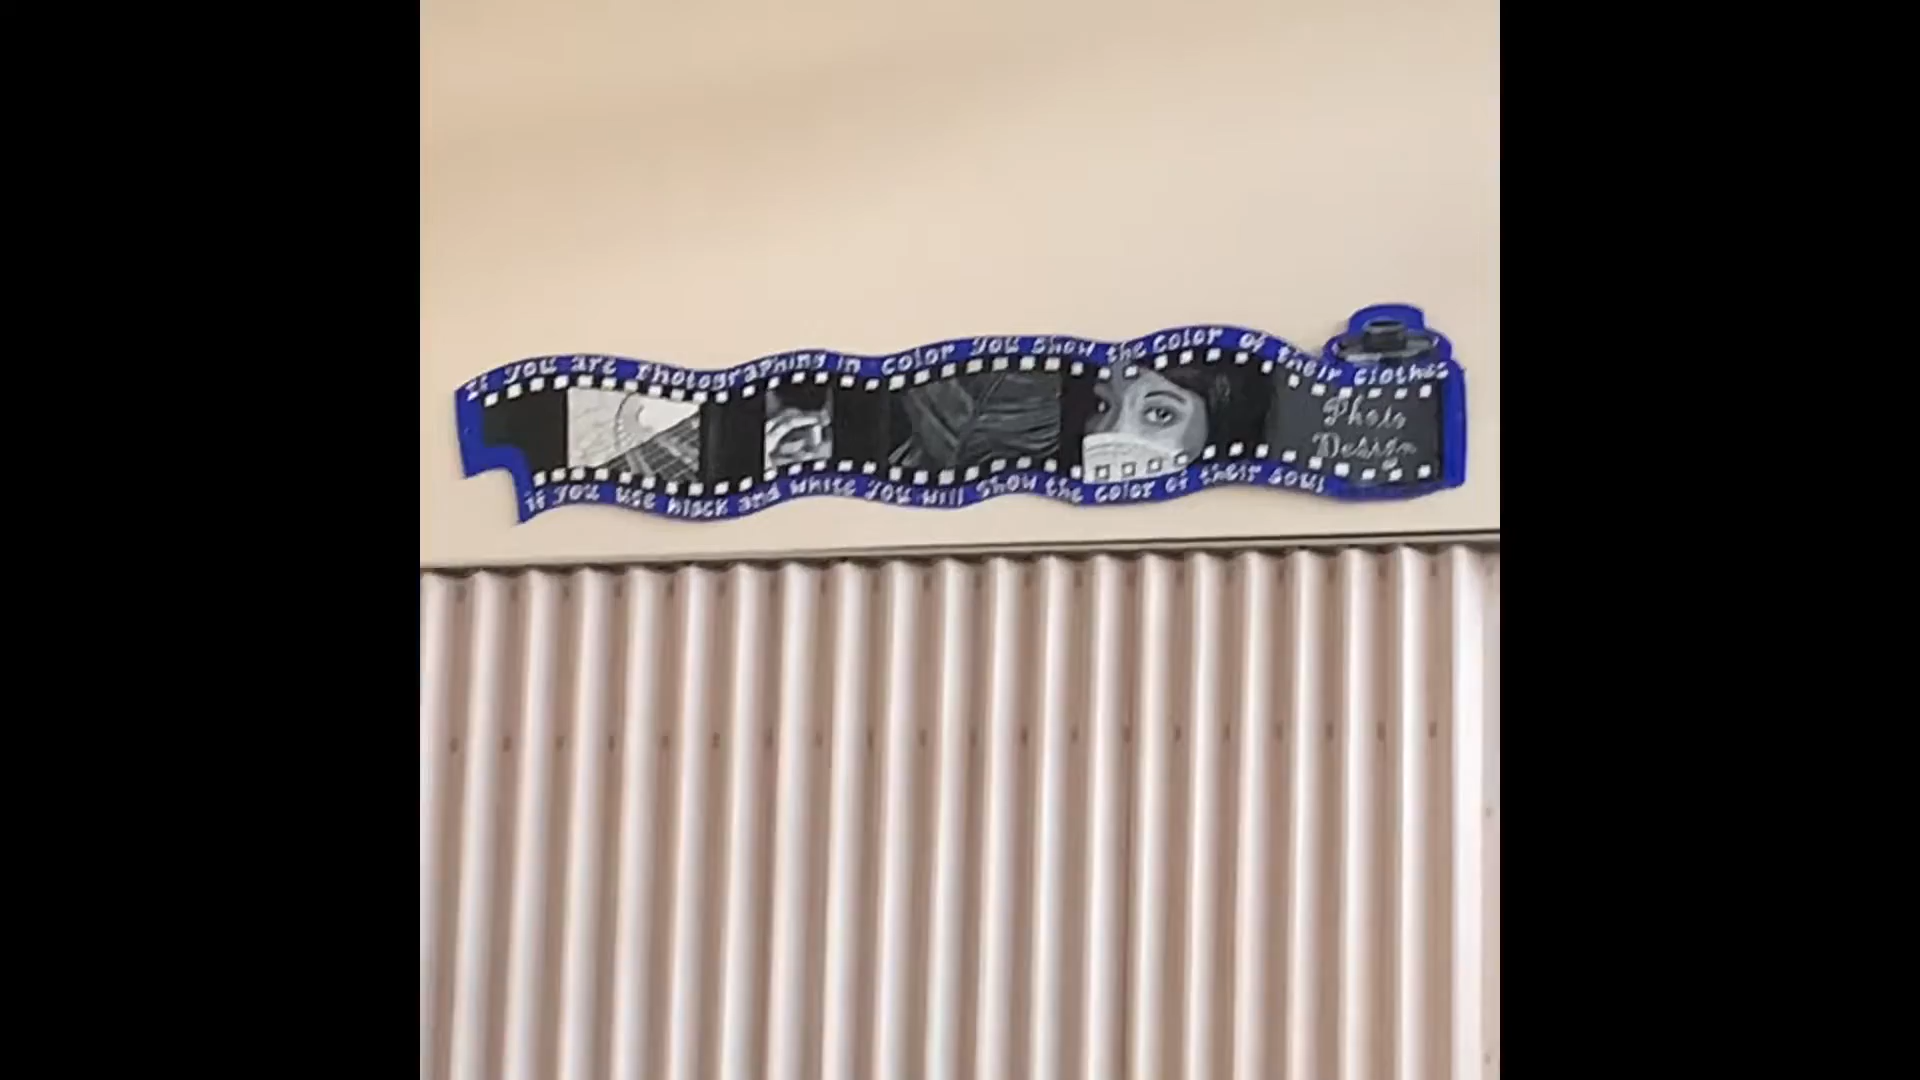 if you are Photographing in color you show the color of their clothes
Photo
Design
if you use black and white you will show the color of their soul